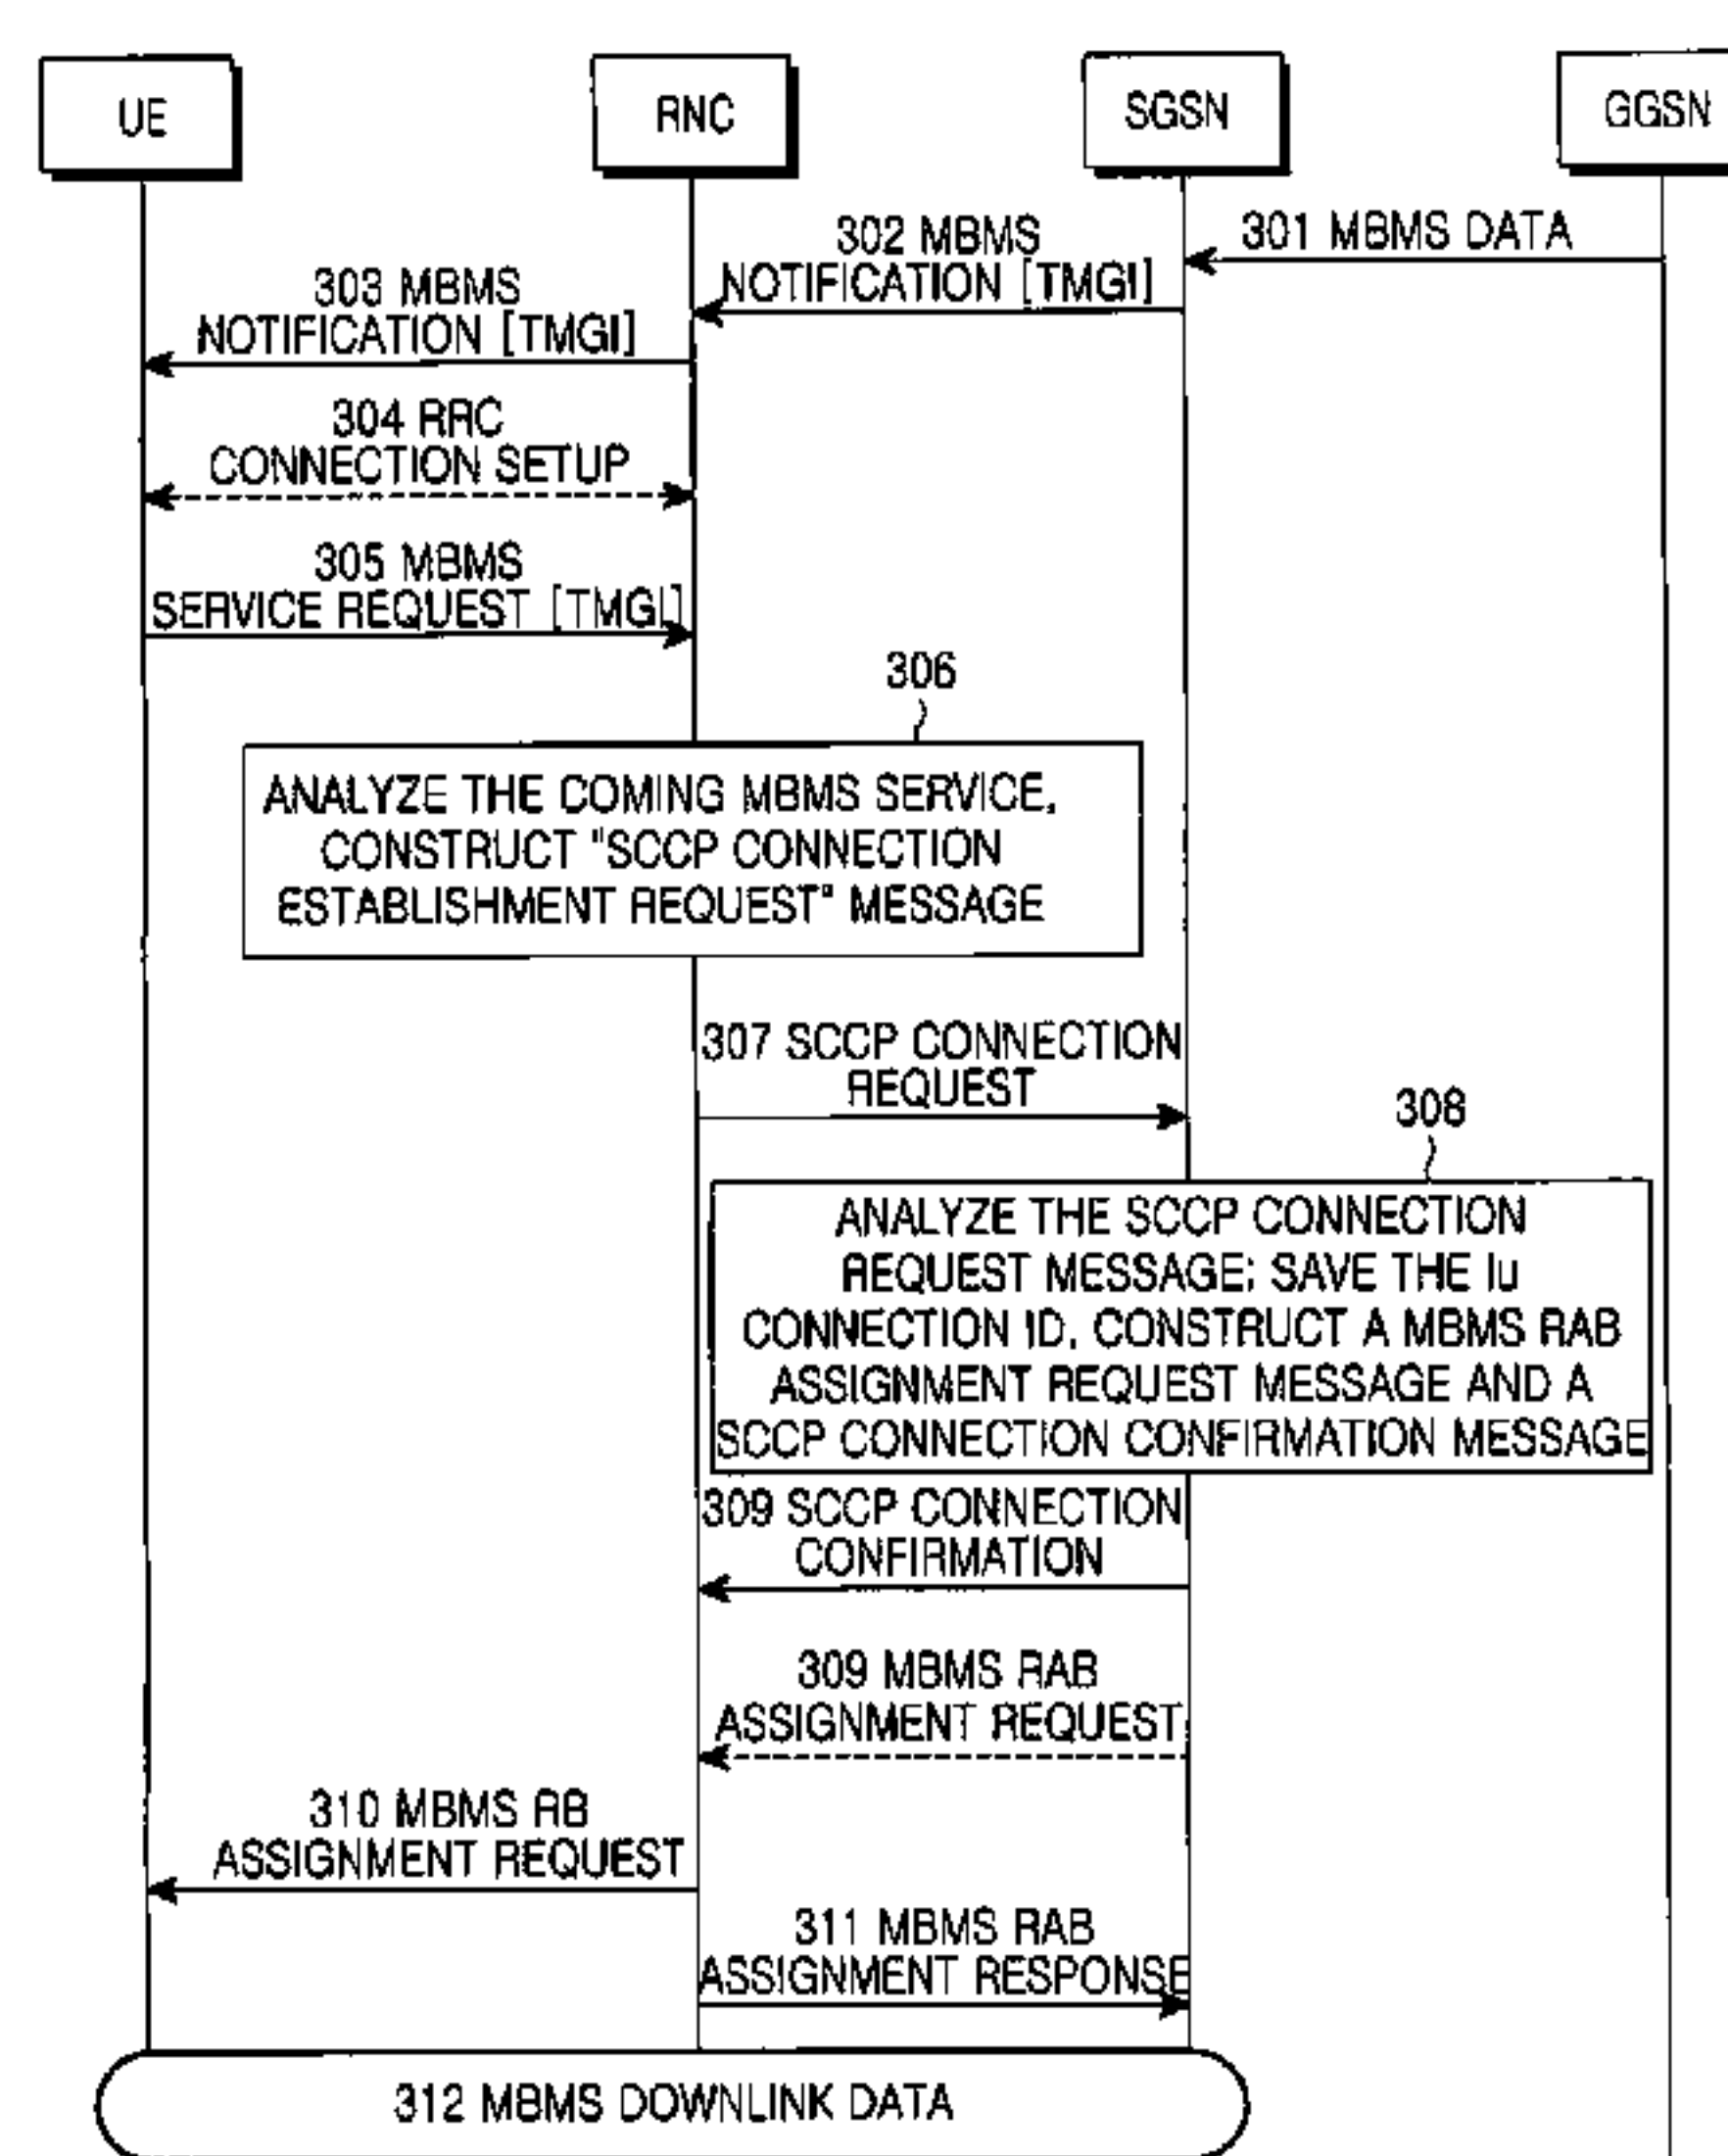 UE
RNC
SGSN
GGSN
301 MBMS DATA
302 MBMS
NOTIFICATION [TMGI]
303 MBMS
NOTIFICATION [TMGI]
304 RRC
CONNECTION SETUP
305 MBMS
SERVICE REQUEST [TMGI]
306
ANALYZE THE COMING MBMS SERVICE,
CONSTRUCT "SCCP CONNECTION
ESTABLISHMENT REQUEST" MESSAGE
307 SCCP CONNECTION
REQUEST
308
ANALYZE THE SCCP CONNECTION
REQUEST MESSAGE; SAVE THE Iu
CONNECTION ID, CONSTRUCT A MBMS RAB
ASSIGNMENT REQUEST MESSAGE AND A
SCCP CONNECTION CONFIRMATION MESSAGE
309 SCCP CONNECTION
CONFIRMATION
309 MBMS RAB
ASSIGNMENT REQUEST
310 MBMS RB
ASSIGNMENT REQUEST
311 MBMS RAB
ASSIGNMENT RESPONSE
312 MBMS DOWNLINK DATA